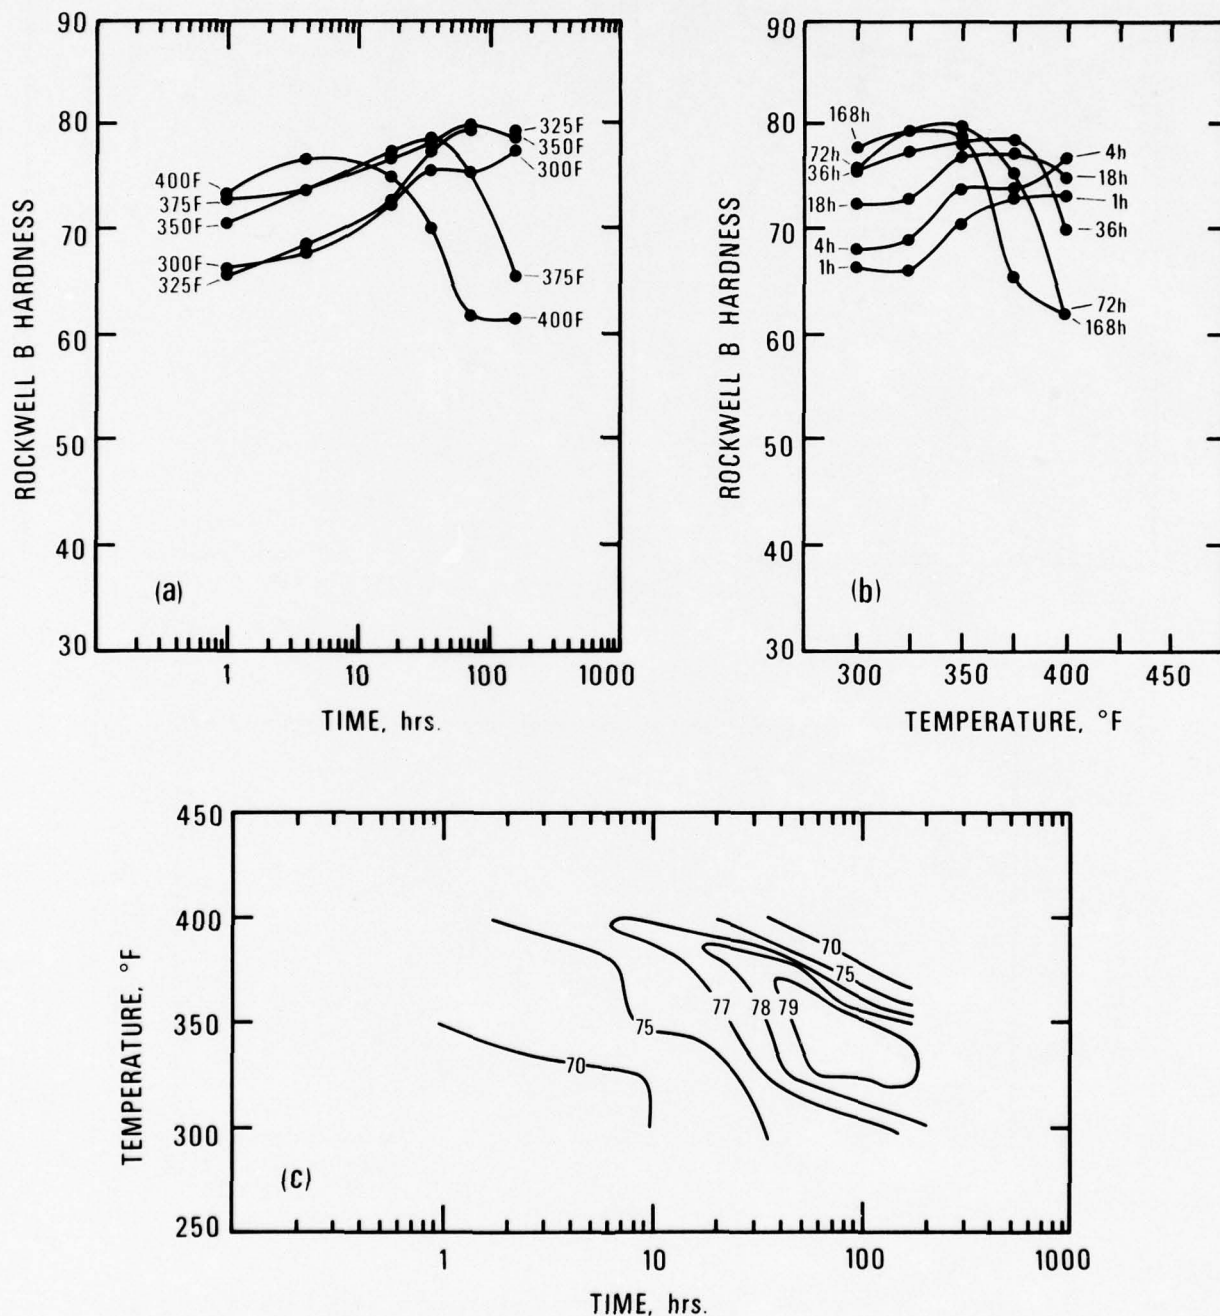 90
80
70
60
50
40
30
ROCKWELL B HARDNESS
400F
375F
350F
300F
325F
325F
350F
300F
375F
400F
(a)
1
10
100
1000
TIME, hrs.
90
80
70
60
50
40
30
ROCKWELL B HARDNESS
168h
72h
36h
18h
4h
1h
4h
18h
1h
36h
72h
168h
(b)
300
350
400
450
TEMPERATURE, °F
450
400
350
300
250
TEMPERATURE, °F
70
75
77
78
79
75
70
(c)
1
10
100
1000
TIME, hrs.